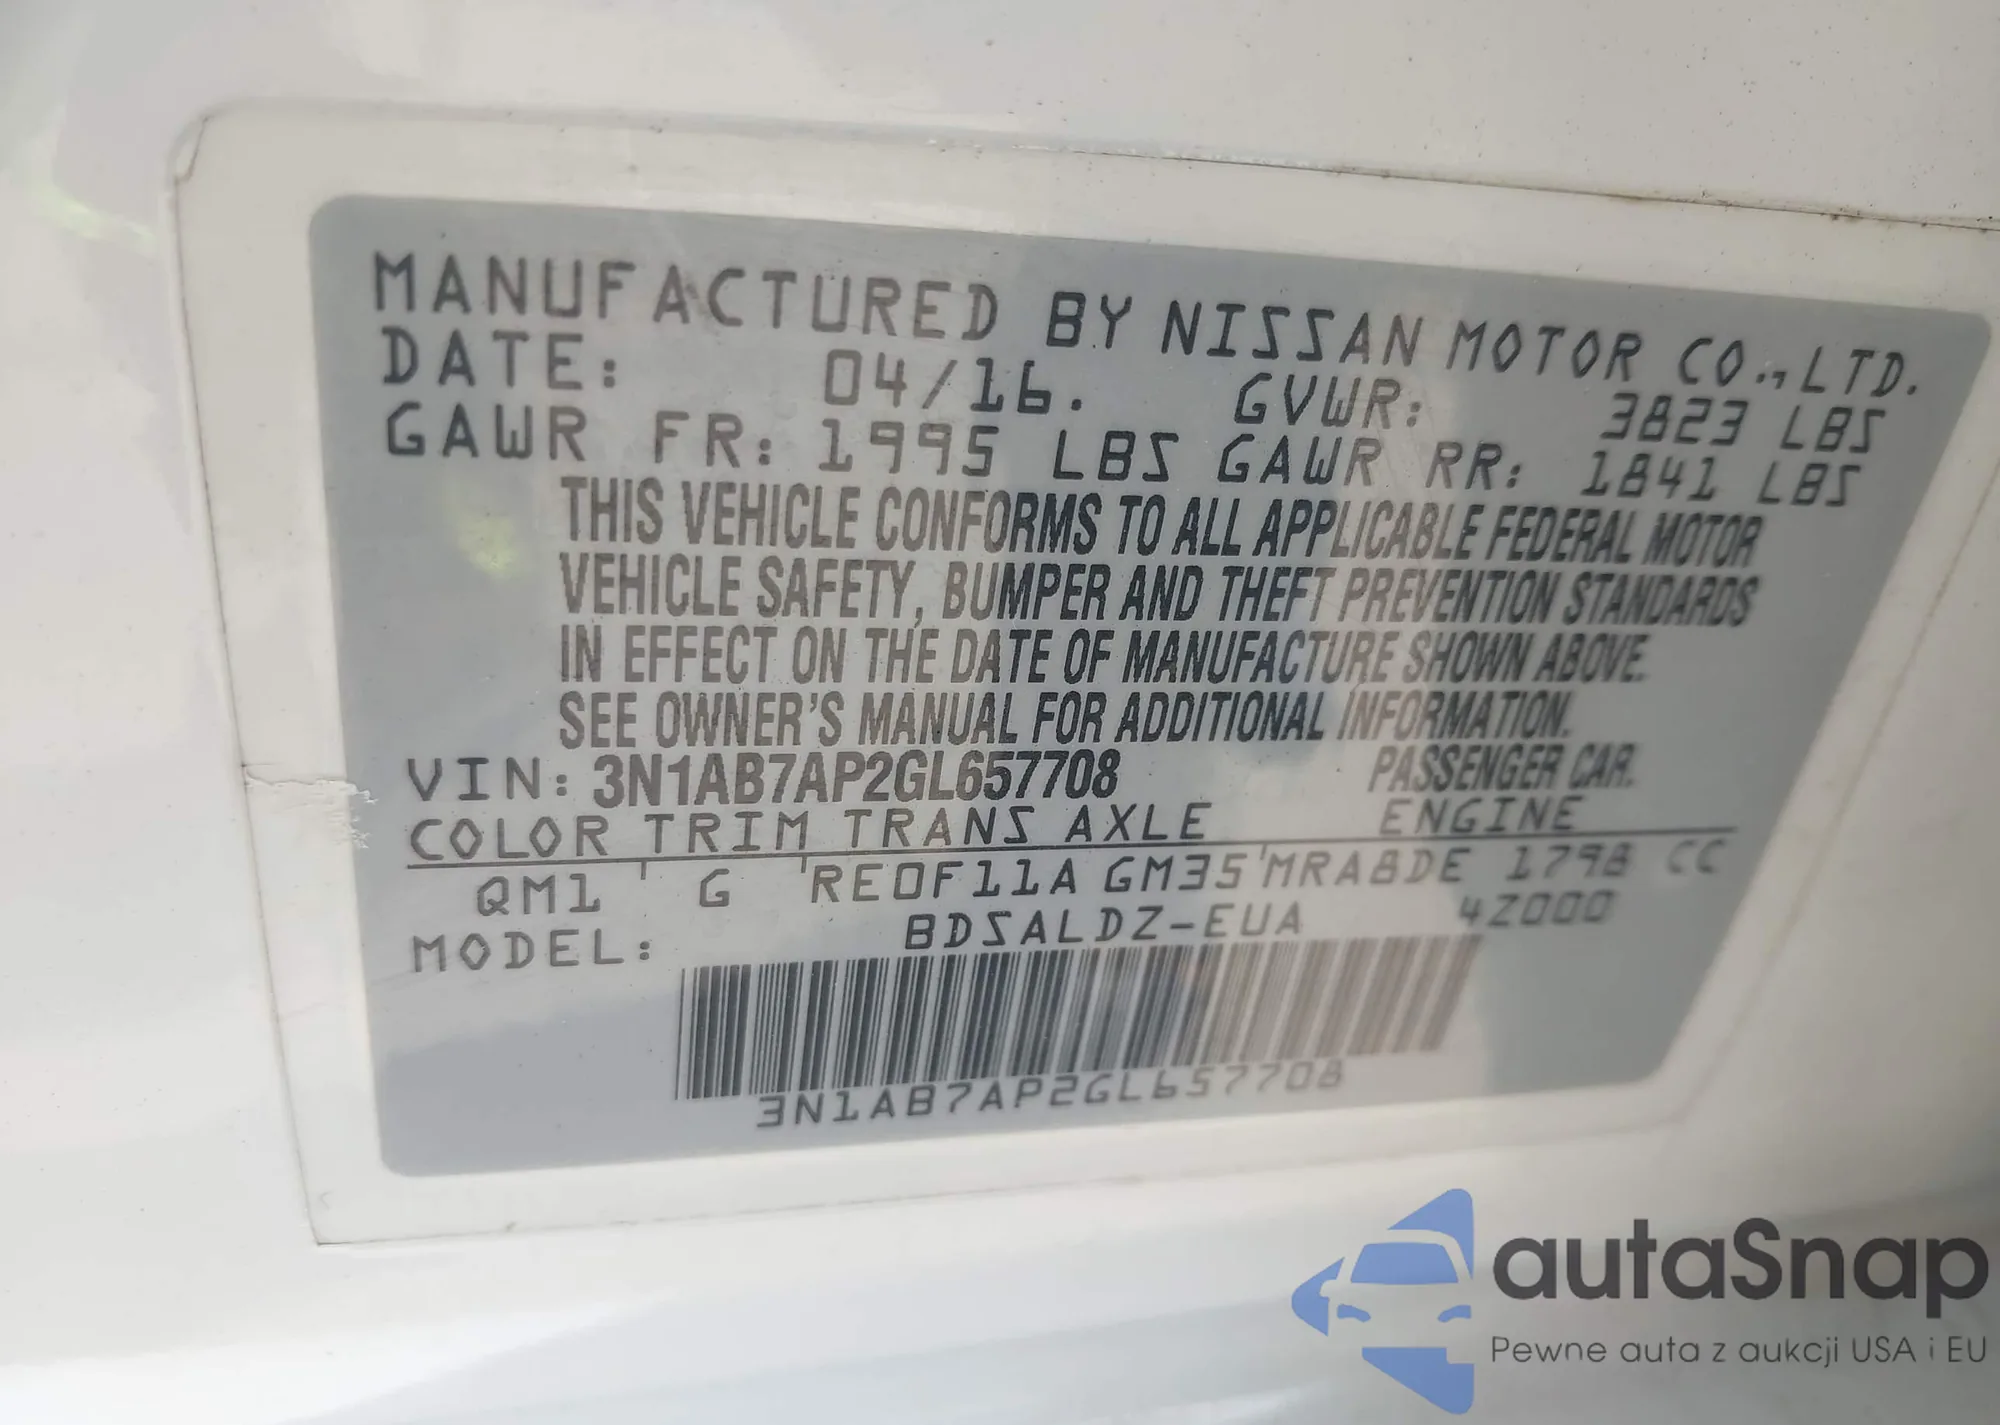 MANUFACTURED BY NISSAN MOTOR CO., LTD.
DATE: 04/16. GVWR: 3823 LBS
GAWR FR: 1995 LBS GAWR RR: 1841 LBS
THIS VEHICLE CONFORMS TO ALL APPLICABLE FEDERAL MOTOR
VEHICLE SAFETY, BUMPER AND THEFT PREVENTION STANDARDS
IN EFFECT ON THE DATE OF MANUFACTURE SHOWN ABOVE.
SEE OWNER'S MANUAL FOR ADDITIONAL INFORMATION.
VIN: 3N1AB7AP2GL657708 PASSENGER CAR.
COLOR TRIM TRANS AXLE ENGINE
QM1 G RE0F11A GM35 MRA8DE 1798 CC
MODEL: BDSALDZ-EUA 4Z000
3N1AB7AP2GL657708
autaSnap
Pewne auta z aukcji USA i EU